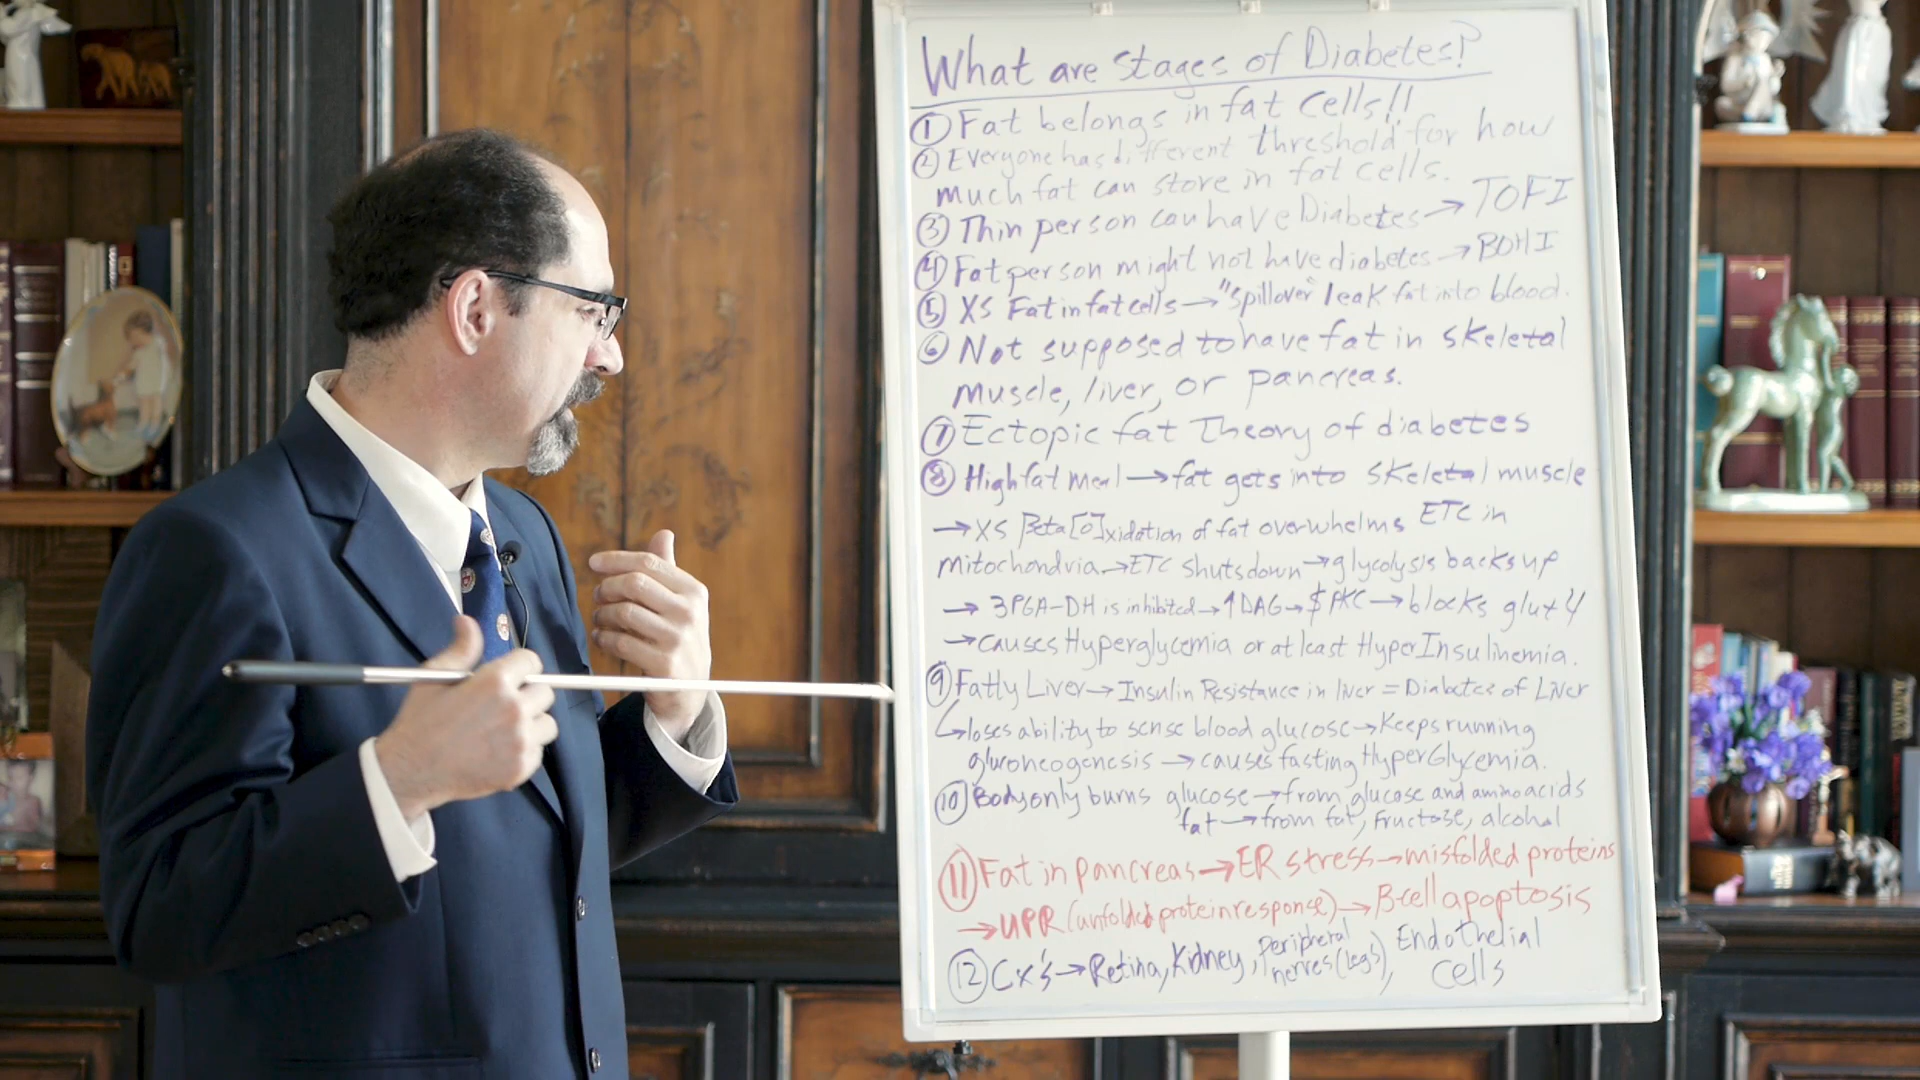 What are stages of Diabetes?
① Fat belongs in fat cells!!
② Everyone has different threshold for how
much fat can store in fat cells.
③ Thin person can have Diabetes → TOFI
④ Fat person might not have diabetes → BOHI
⑤ XS Fat in fat cells → "spillover" leak fat into blood.
⑥ Not supposed to have fat in skeletal
muscle, liver, or pancreas.
⑦ Ectopic fat Theory of diabetes
⑧ High fat meal → fat gets into skeletal muscle
→ XS Beta[O]xidation of fat overwhelms ETC in
mitochondria → ETC shutsdown → glycolysis backs up
→ 3PGA-DH is inhibited → ↑DAG → PKC → blocks glut 4
→ causes Hyperglycemia or at least HyperInsulinemia.
⑨ Fatty Liver → Insulin Resistance in liver = Diabetes of Liver
↳ loses ability to sense blood glucose → Keeps running
gluconeogenesis → causes fasting HyperGlycemia.
⑩ Body only burns glucose → from glucose and amino acids
fat → from fat, fructose, alcohol
⑪ Fat in pancreas → ER stress → misfolded proteins
→ UPR (unfolded protein response) → B-cell apoptosis
⑫ Cx's → Retina, Kidney, peripheral nerves (legs), Endothelial
cells